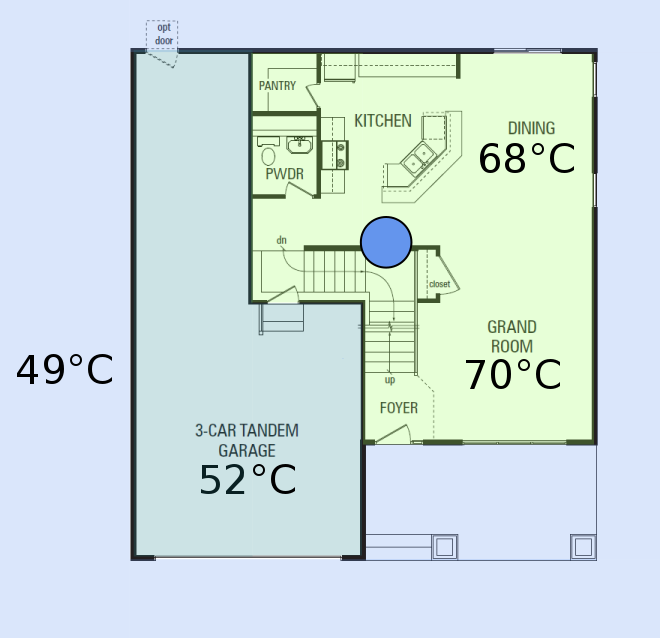 opt
door
PANTRY
KITCHEN
DINING
68°C
PWDR
dn
closet
GRAND
ROOM
70°C
49°C
up
FOYER
3-CAR TANDEM
GARAGE
52°C